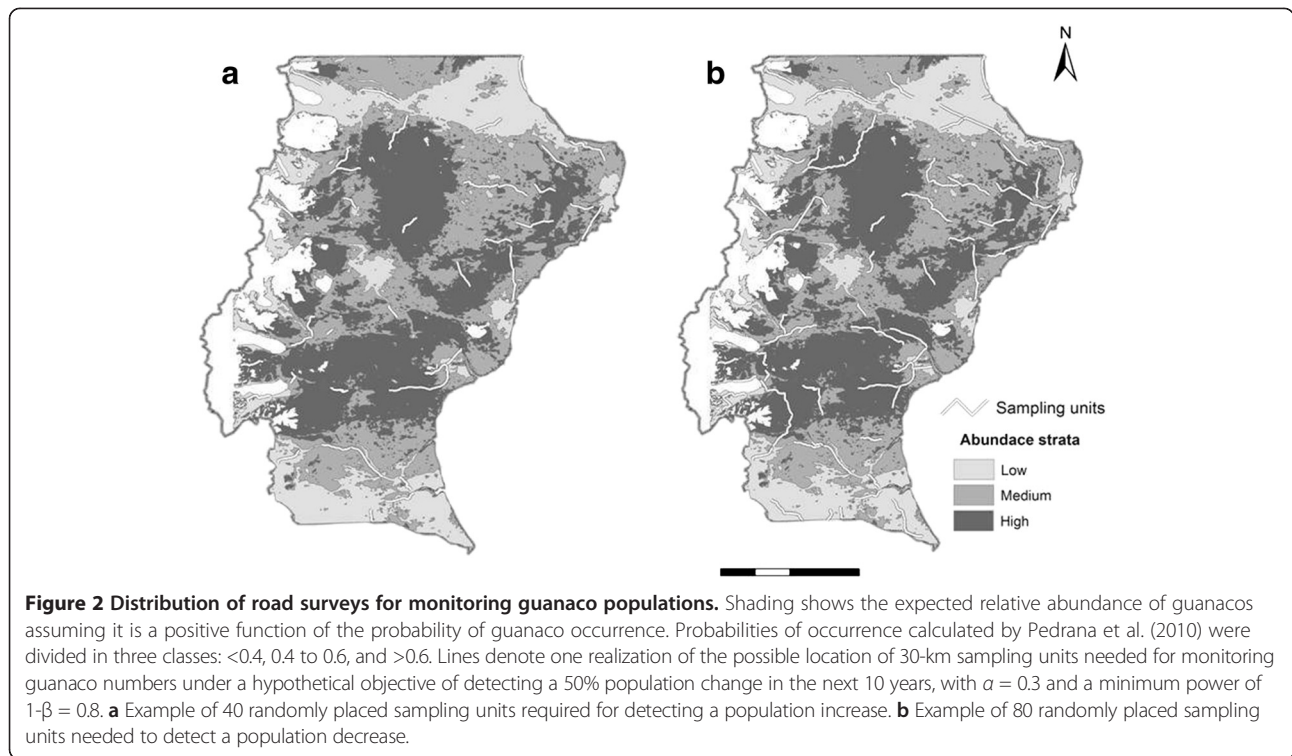 a
b
N
Sampling units
Abundace strata
Low
Medium
High
Figure 2 Distribution of road surveys for monitoring guanaco populations. Shading shows the expected relative abundance of guanacos
assuming it is a positive function of the probability of guanaco occurrence. Probabilities of occurrence calculated by Pedrana et al. (2010) were
divided in three classes: <0.4, 0.4 to 0.6, and >0.6. Lines denote one realization of the possible location of 30-km sampling units needed for monitoring
guanaco numbers under a hypothetical objective of detecting a 50% population change in the next 10 years, with α = 0.3 and a minimum power of
1-β = 0.8. a Example of 40 randomly placed sampling units required for detecting a population increase. b Example of 80 randomly placed sampling
units needed to detect a population decrease.